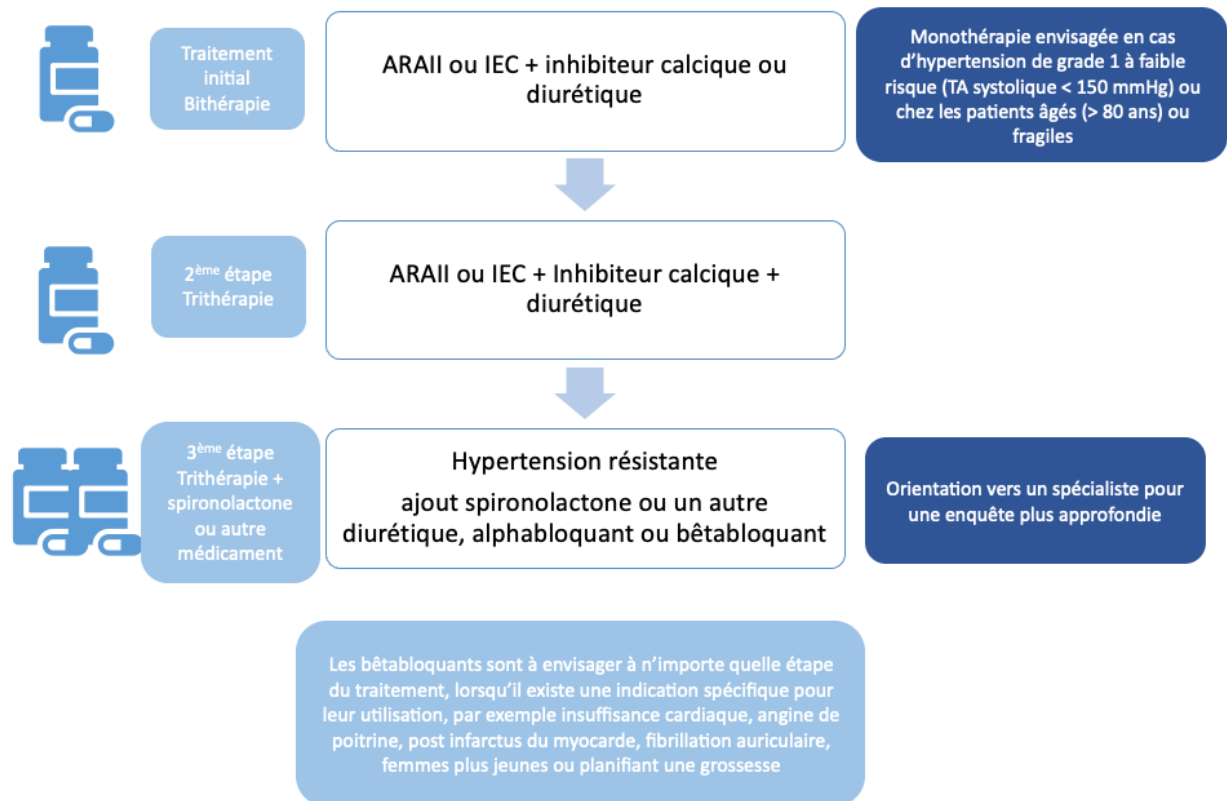 Traitement
initial
Bithérapie
ARAII ou IEC + inhibiteur calcique ou
diurétique
Monothérapie envisagée en cas
d'hypertension de grade 1 à faible
risque (TA systolique < 150 mmHg) ou
chez les patients âgés (> 80 ans) ou
fragiles
2ème étape
Trithérapie
ARAII ou IEC + Inhibiteur calcique +
diurétique
3ème étape
Trithérapie +
spironolactone
ou autre
médicament
Hypertension résistante
ajout spironolactone ou un autre
diurétique, alphabloquant ou bêtabloquant
Orientation vers un spécialiste pour
une enquête plus approfondie
Les bêtabloquants sont à envisager à n'importe quelle étape
du traitement, lorsqu'il existe une indication spécifique pour
leur utilisation, par exemple insuffisance cardiaque, angine de
poitrine, post infarctus du myocarde, fibrillation auriculaire,
femmes plus jeunes ou planifiant une grossesse